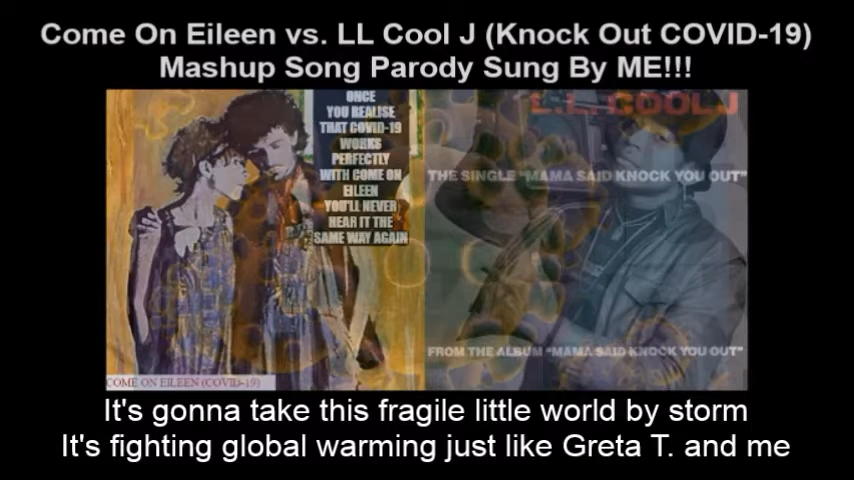 Come On Eileen vs. LL Cool J (Knock Out COVID-19)
Mashup Song Parody Sung By ME!!!
ONCE
YOU REALISE
THAT COVID-19
WORKS
PERFECTLY
WITH COME ON
EILEEN
YOU'LL NEVER
HEAR IT THE
SAME WAY AGAIN
L.L. COOL J
THE SINGLE "MAMA SAID KNOCK YOU OUT"
FROM THE ALBUM "MAMA SAID KNOCK YOU OUT"
COME ON EILEEN (COVID-19)
It's gonna take this fragile little world by storm
It's fighting global warming just like Greta T. and me